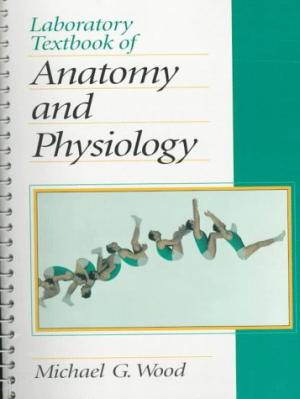 Laboratory
Textbook of
Anatomy
and
Physiology
Michael G. Wood